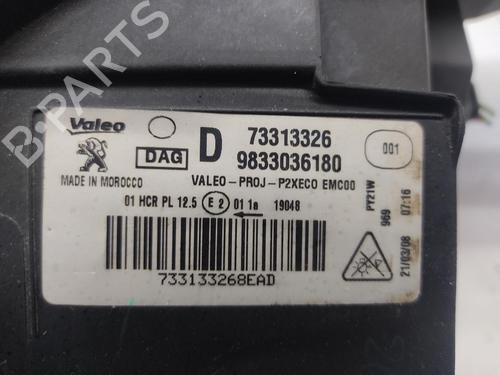 B-PARTS
Valeo
DAG
D
73313326
9833036180
001
MADE IN MOROCCO
VALEO-PROJ-P2XECO EMC00
01 HCR PL 12.5 E 2 01 1a 19048
733133268EAD
PY21W
969
21/03/08 07:16